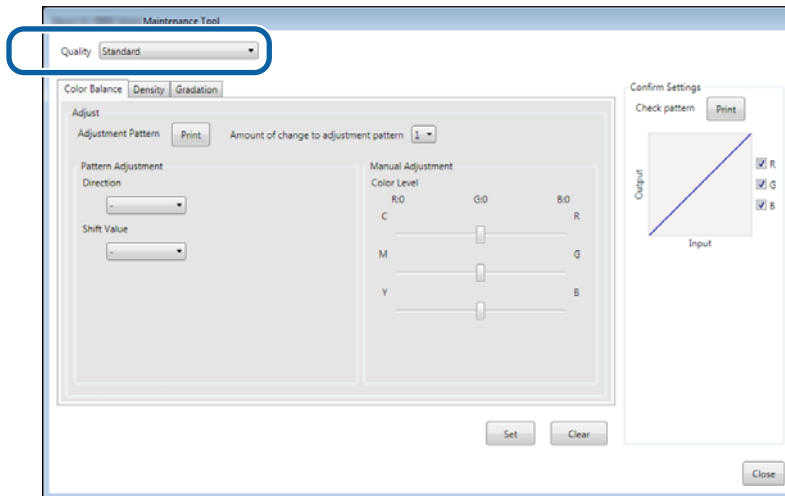 Maintenance Tool
Quality Standard
Color Balance Density Gradation
Adjust
Adjustment Pattern Print Amount of change to adjustment pattern 1
Pattern Adjustment
Direction
-
Shift Value
-
Manual Adjustment
Color Level
R:0 G:0 B:0
C R
M G
Y B
Set Clear
Confirm Settings
Check pattern Print
Output
R
G
B
Input
Close